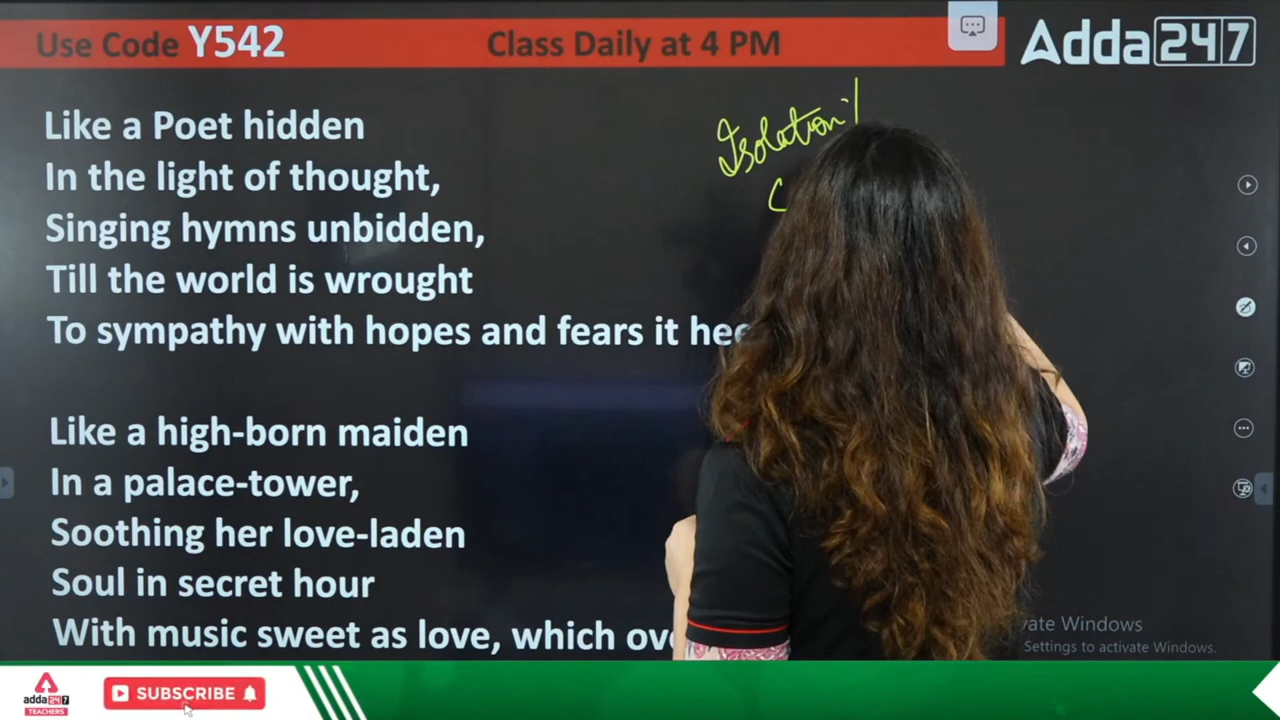 Use Code Y542 Class Daily at 4 PM Adda247
Like a Poet hidden
In the light of thought,
Singing hymns unbidden,
Till the world is wrought
To sympathy with hopes and fears it
Like a high-born maiden
In a palace-tower,
Soothing her love-laden
Soul in secret hour
With music sweet as love, which
Isolation:
Windows
Settings to activate Windows.
adda247
TEACHERS
SUBSCRIBE